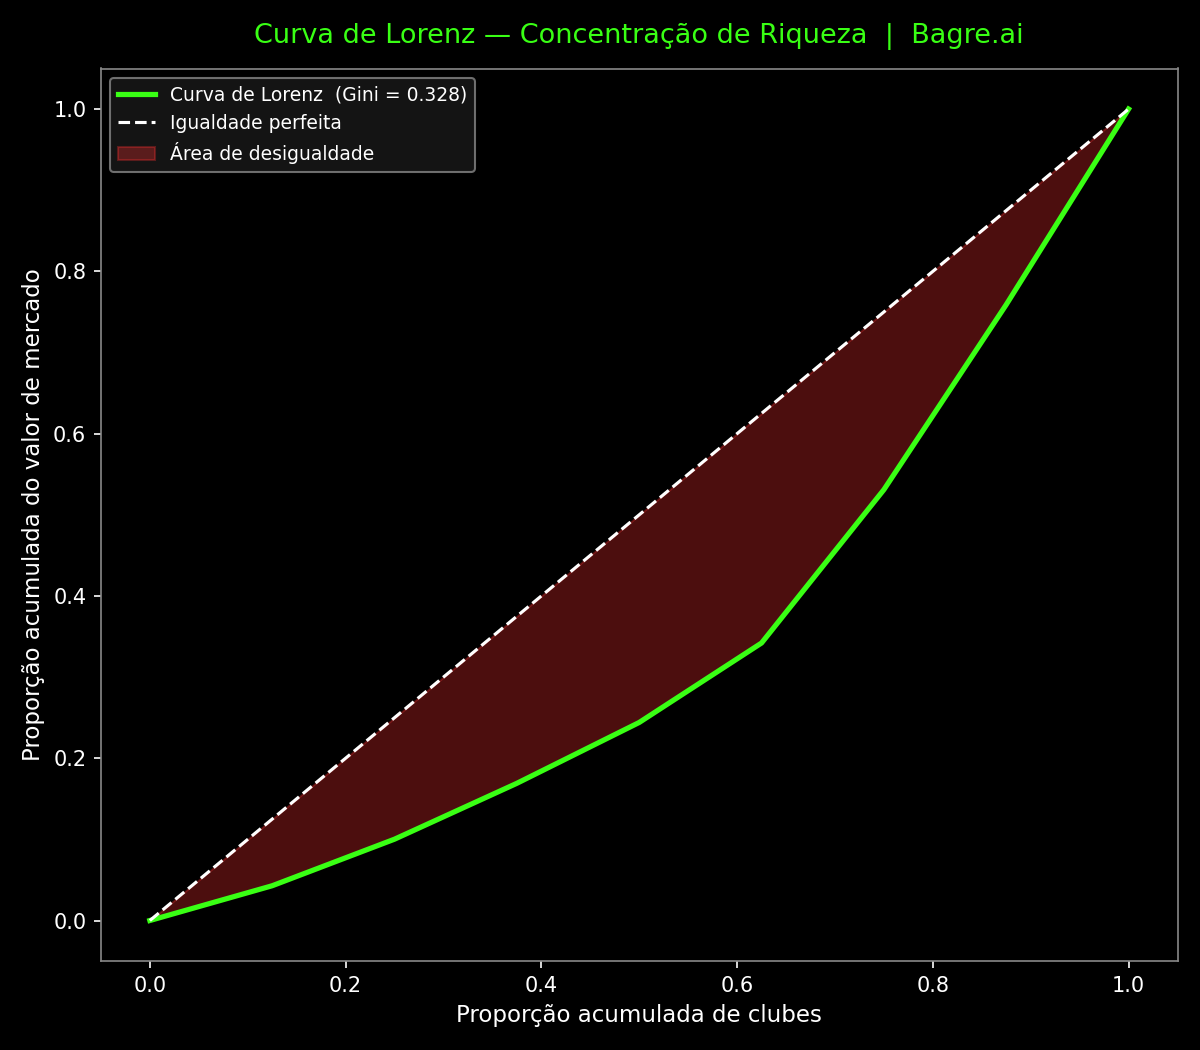 Curva de Lorenz — Concentração de Riqueza  |  Bagre.ai
Curva de Lorenz  (Gini = 0.328)
Igualdade perfeita
Área de desigualdade
Proporção acumulada do valor de mercado
1.0
0.8
0.6
0.4
0.2
0.0
0.0 0.2 0.4 0.6 0.8 1.0
Proporção acumulada de clubes